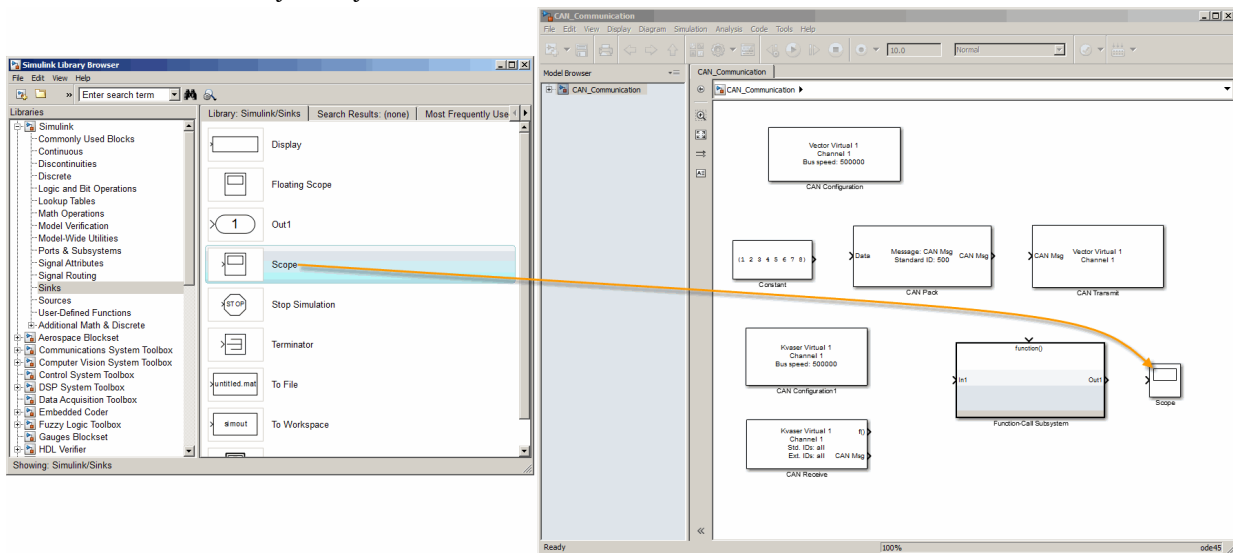 Simulink Library Browser
File Edit View Help
» Enter search term
Libraries
Library: Simulink/Sinks Search Results: (none) Most Frequently Use
Simulink
Commonly Used Blocks
Continuous
Discontinuities
Discrete
Logic and Bit Operations
Lookup Tables
Math Operations
Model Verification
Model-Wide Utilities
Ports & Subsystems
Signal Attributes
Signal Routing
Sinks
Sources
User-Defined Functions
Additional Math & Discrete
Aerospace Blockset
Communications System Toolbox
Computer Vision System Toolbox
Control System Toolbox
DSP System Toolbox
Data Acquisition Toolbox
Embedded Coder
Fuzzy Logic Toolbox
Gauges Blockset
HDL Verifier
Display
Floating Scope
1 Out1
Scope
STOP Stop Simulation
Terminator
untitled.mat To File
simout To Workspace
Showing: Simulink/Sinks
CAN_Communication
File Edit View Display Diagram Simulation Analysis Code Tools Help
10.0 Normal
Model Browser
CAN_Communication
CAN_Communication
CAN_Communication
Vector Virtual 1
Channel 1
Bus speed: 500000
CAN Configuration
(1 2 3 4 5 6 7 8)
Constant
Data Message: CAN Msg CAN Msg
Standard ID: 500
CAN Pack
CAN Msg Vector Virtual 1
Channel 1
CAN Transmit
Kvaser Virtual 1
Channel 1
Bus speed: 500000
CAN Configuration1
function()
In1 Out1
Function-Call Subsystem
Scope
Kvaser Virtual 1 f()
Channel 1
Std. IDs: all
Ext. IDs: all CAN Msg
CAN Receive
Ready 100% ode45